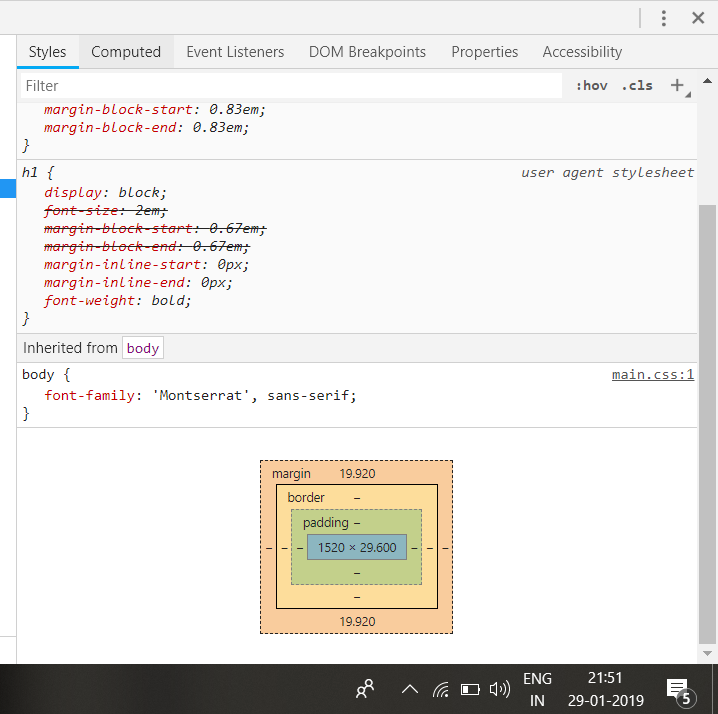 Styles Computed Event Listeners DOM Breakpoints Properties Accessibility
Filter :hov .cls +
margin-block-start: 0.83em;
margin-block-end: 0.83em;
}
h1 { user agent stylesheet
display: block;
font-size: 2em;
margin-block-start: 0.67em;
margin-block-end: 0.67em;
margin-inline-start: 0px;
margin-inline-end: 0px;
font-weight: bold;
}
Inherited from body
body { main.css:1
font-family: 'Montserrat', sans-serif;
}
margin 19.920
border –
padding –
– – – 1520 × 29.600 – – –
–
–
19.920
ENG 21:51
IN 29-01-2019 5